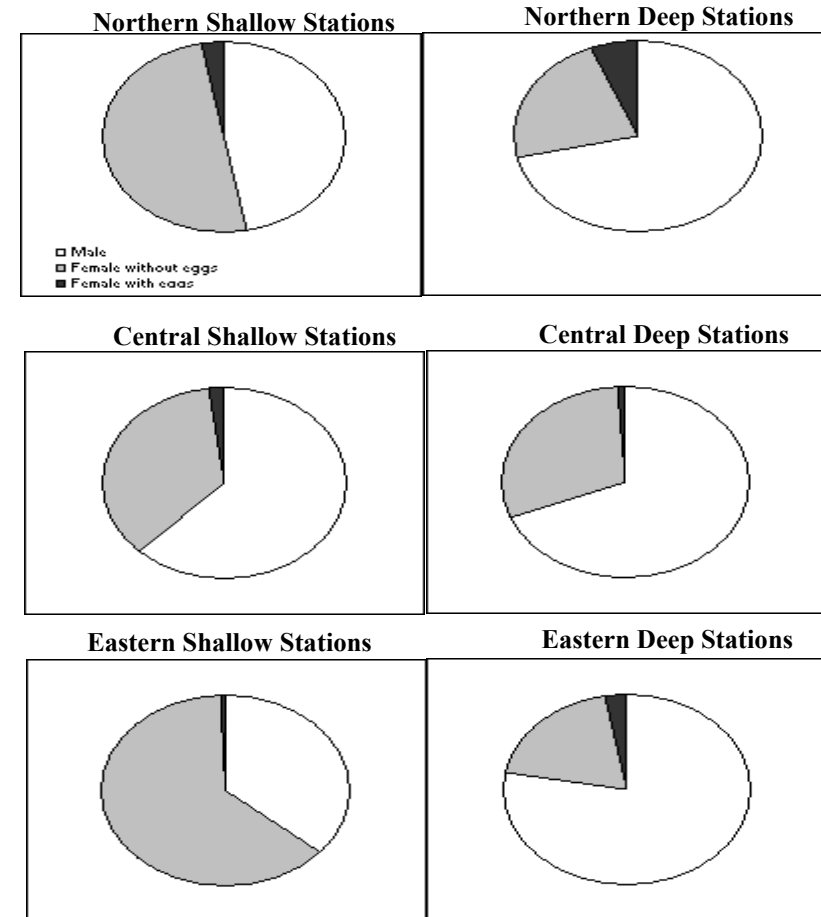 Northern Shallow Stations
Northern Deep Stations
Male
Female without eggs
Female with eggs
Central Shallow Stations
Central Deep Stations
Eastern Shallow Stations
Eastern Deep Stations